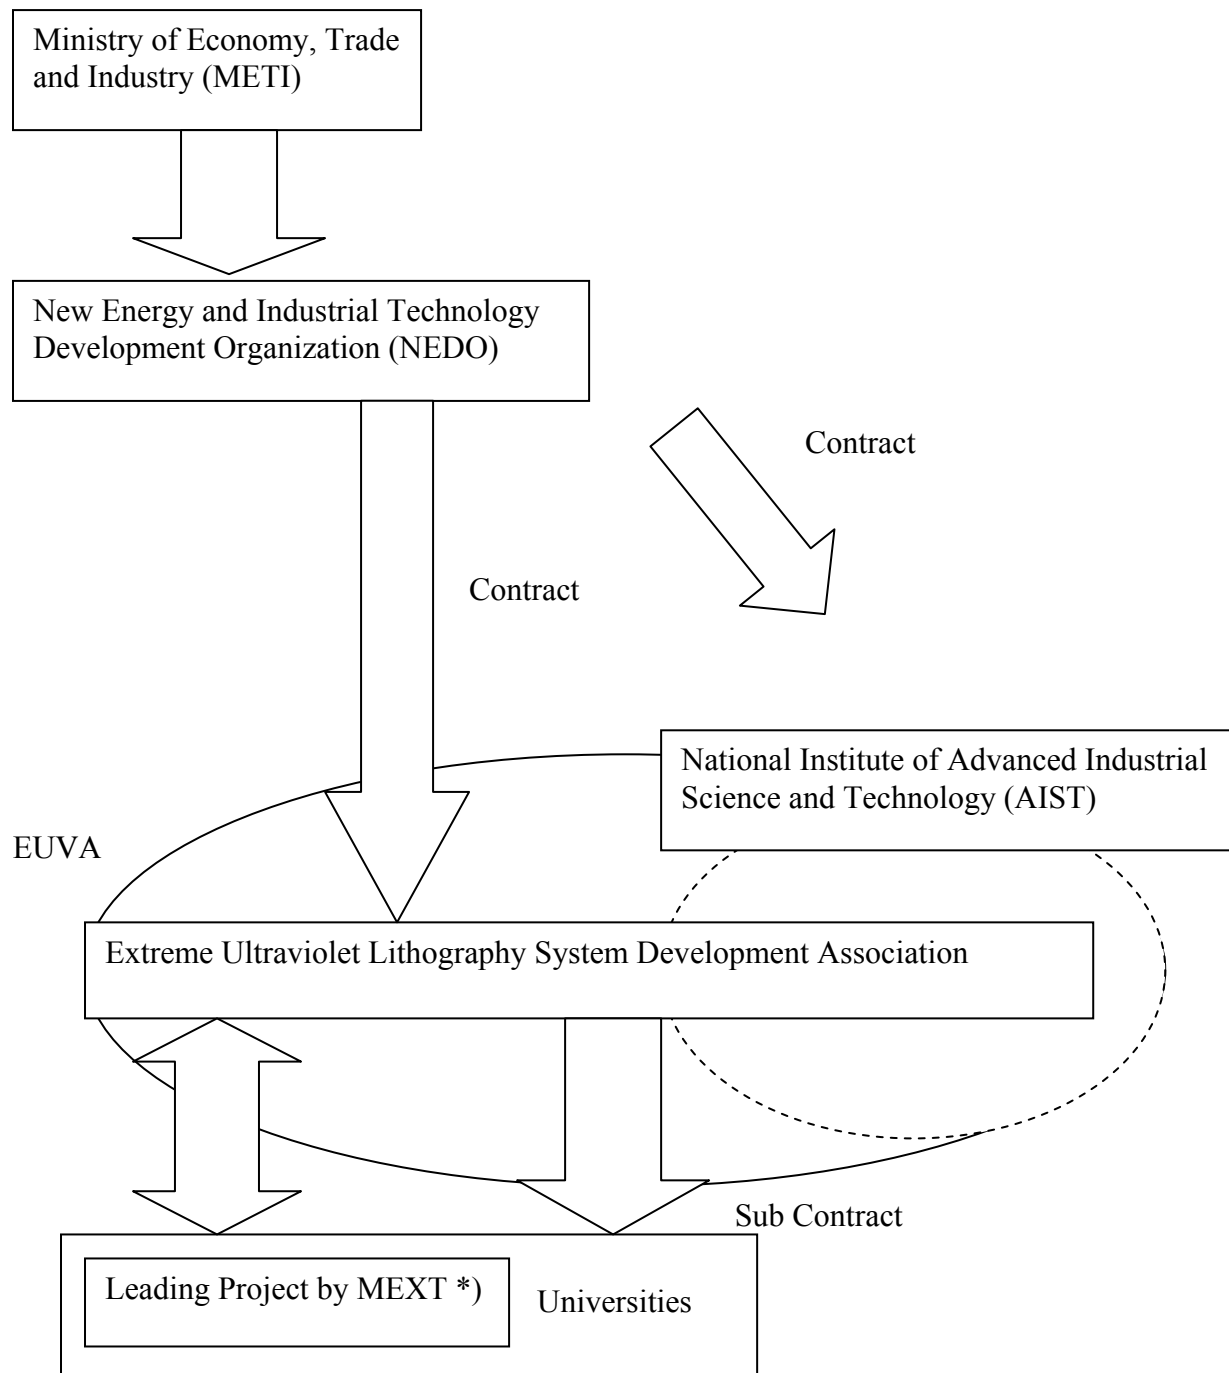 Ministry of Economy, Trade
and Industry (METI)
New Energy and Industrial Technology
Development Organization (NEDO)
Contract
Contract
National Institute of Advanced Industrial
Science and Technology (AIST)
EUVA
Extreme Ultraviolet Lithography System Development Association
Sub Contract
Leading Project by MEXT *)
Universities